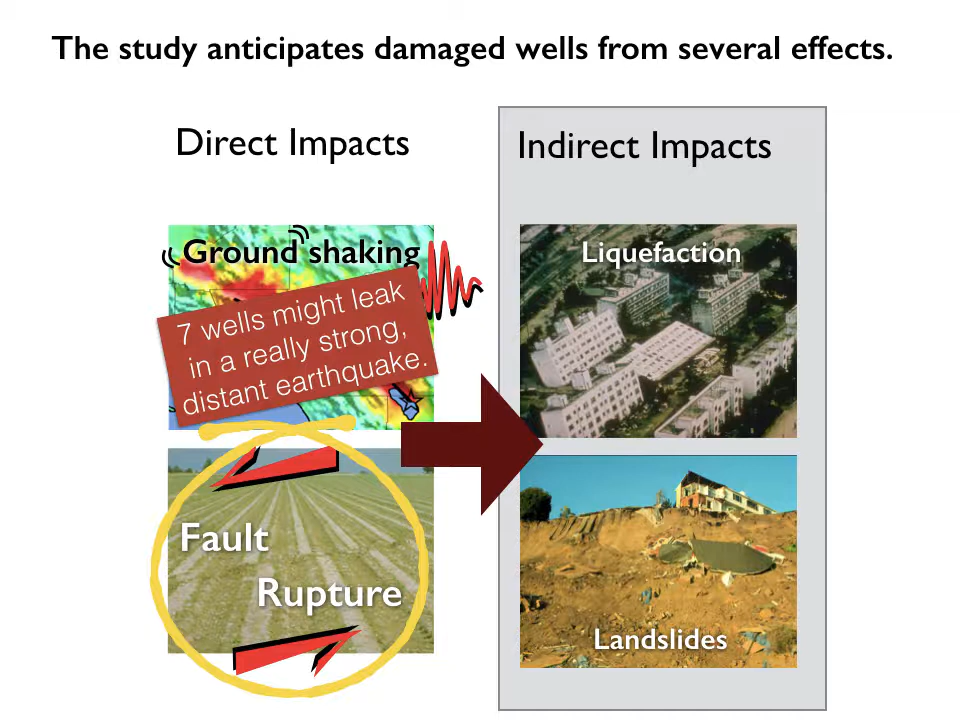 The study anticipates damaged wells from several effects.
Direct Impacts
Indirect Impacts
Ground shaking
7 wells might leak
in a really strong,
distant earthquake.
Liquefaction
Fault
Rupture
Landslides